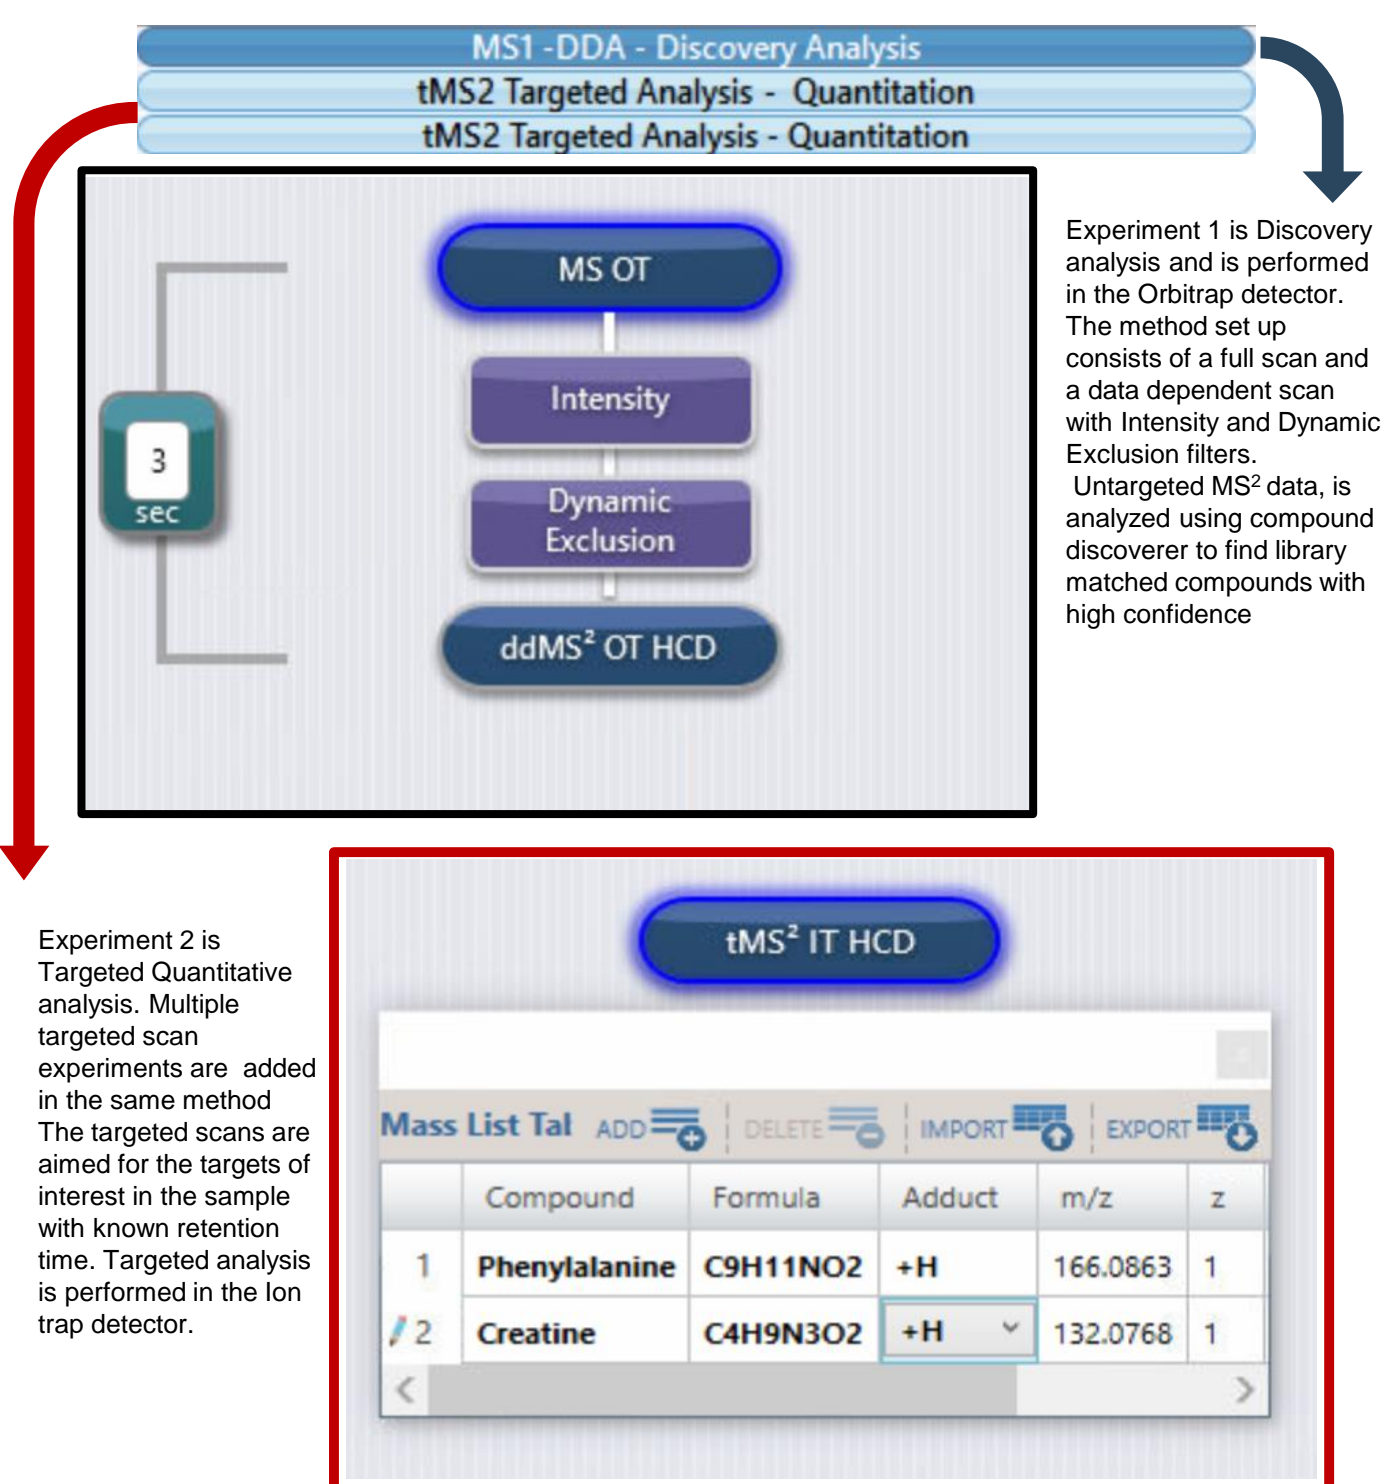 MS1 -DDA - Discovery Analysis
tMS2 Targeted Analysis -  Quantitation
tMS2 Targeted Analysis - Quantitation
MS OT
Intensity
Dynamic
Exclusion
ddMS² OT HCD
3
sec
Experiment 1 is Discovery
analysis and is performed
in the Orbitrap detector.
The method set up
consists of a full scan and
a data dependent scan
with Intensity and Dynamic
Exclusion filters.
Untargeted MS² data, is
analyzed using compound
discoverer to find library
matched compounds with
high confidence
Experiment 2 is
Targeted Quantitative
analysis. Multiple
targeted scan
experiments are  added
in the same method
The targeted scans are
aimed for the targets of
interest in the sample
with known retention
time. Targeted analysis
is performed in the Ion
trap detector.
tMS² IT HCD
Mass List Tal ADD DELETE IMPORT EXPORT
Compound Formula Adduct m/z z
1 Phenylalanine C9H11NO2 +H 166.0863 1
2 Creatine C4H9N3O2 +H 132.0768 1